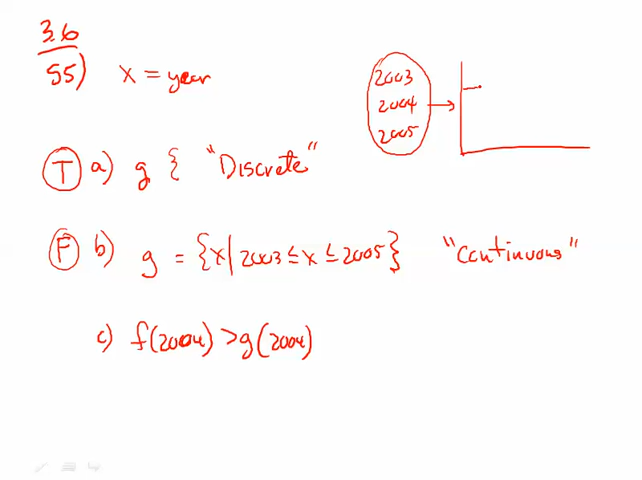 3.6
55) x = year
2003
2004
2005
T a) g { "Discrete"
F b) g = {x | 2003 ≤ x ≤ 2005} "Continuous"
c) f(2004) > g(2004)